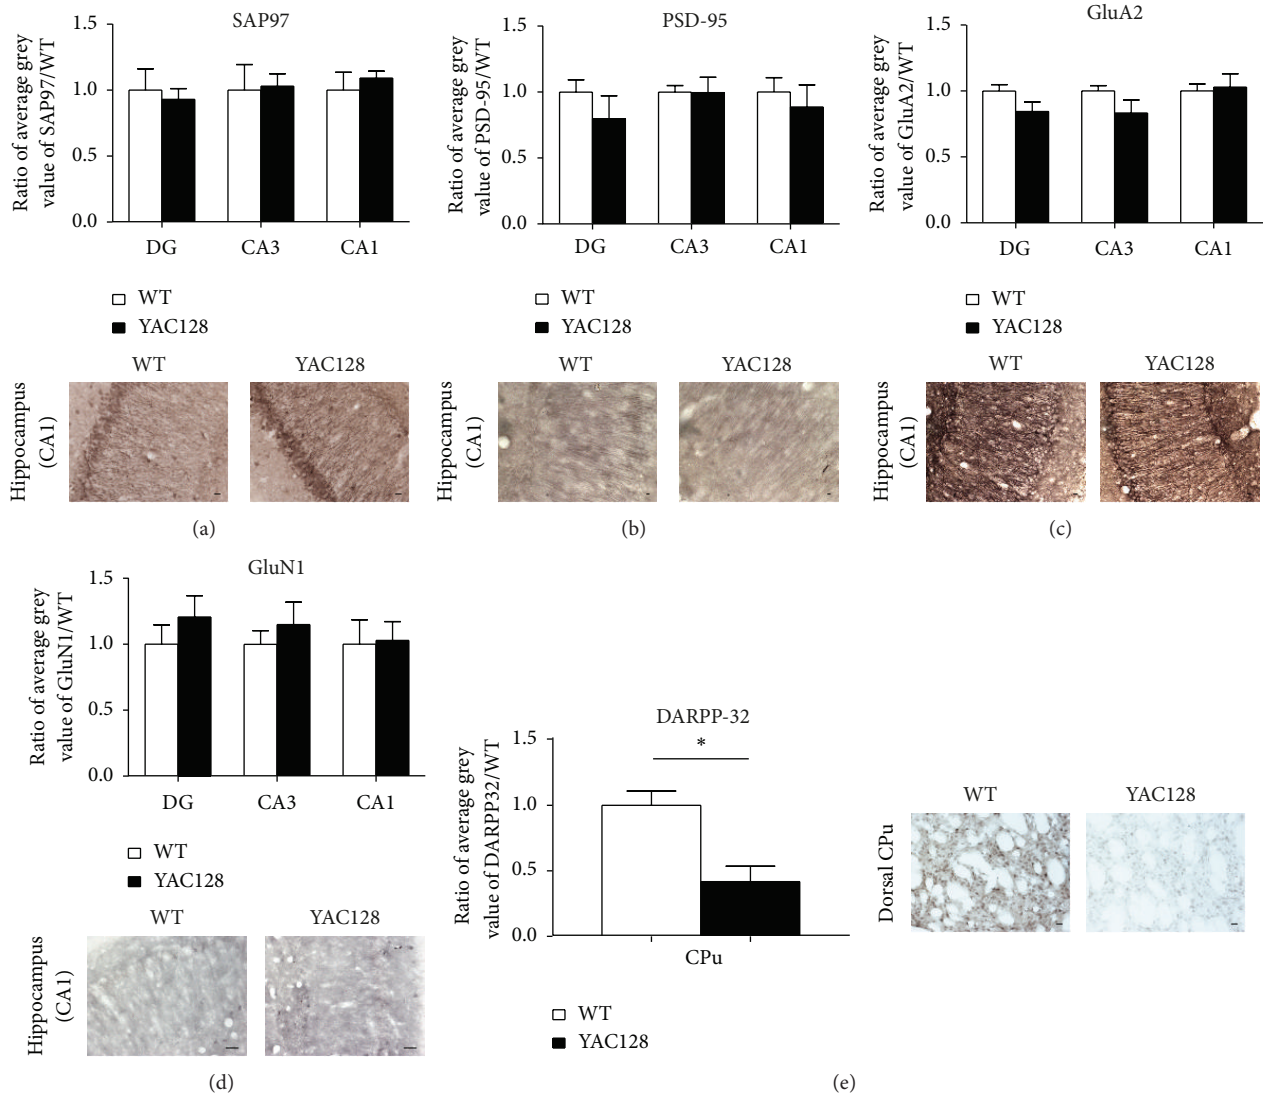 SAP97
Ratio of average grey
value of SAP97/WT
1.5
1.0
0.5
0.0
DG
CA3
CA1
WT
YAC128
WT
YAC128
Hippocampus
(CA1)
(a)
PSD-95
Ratio of average grey
value of PSD-95/WT
1.5
1.0
0.5
0.0
DG
CA3
CA1
WT
YAC128
WT
YAC128
Hippocampus
(CA1)
(b)
GluA2
Ratio of average grey
value of GluA2/WT
1.5
1.0
0.5
0.0
DG
CA3
CA1
WT
YAC128
WT
YAC128
Hippocampus
(CA1)
(c)
GluN1
Ratio of average grey
value of GluN1/WT
1.5
1.0
0.5
0.0
DG
CA3
CA1
WT
YAC128
WT
YAC128
Hippocampus
(CA1)
(d)
DARPP-32
Ratio of average grey
value of DARPP32/WT
1.5
1.0
0.5
0.0
*
CPu
WT
YAC128
WT
YAC128
Dorsal CPu
(e)